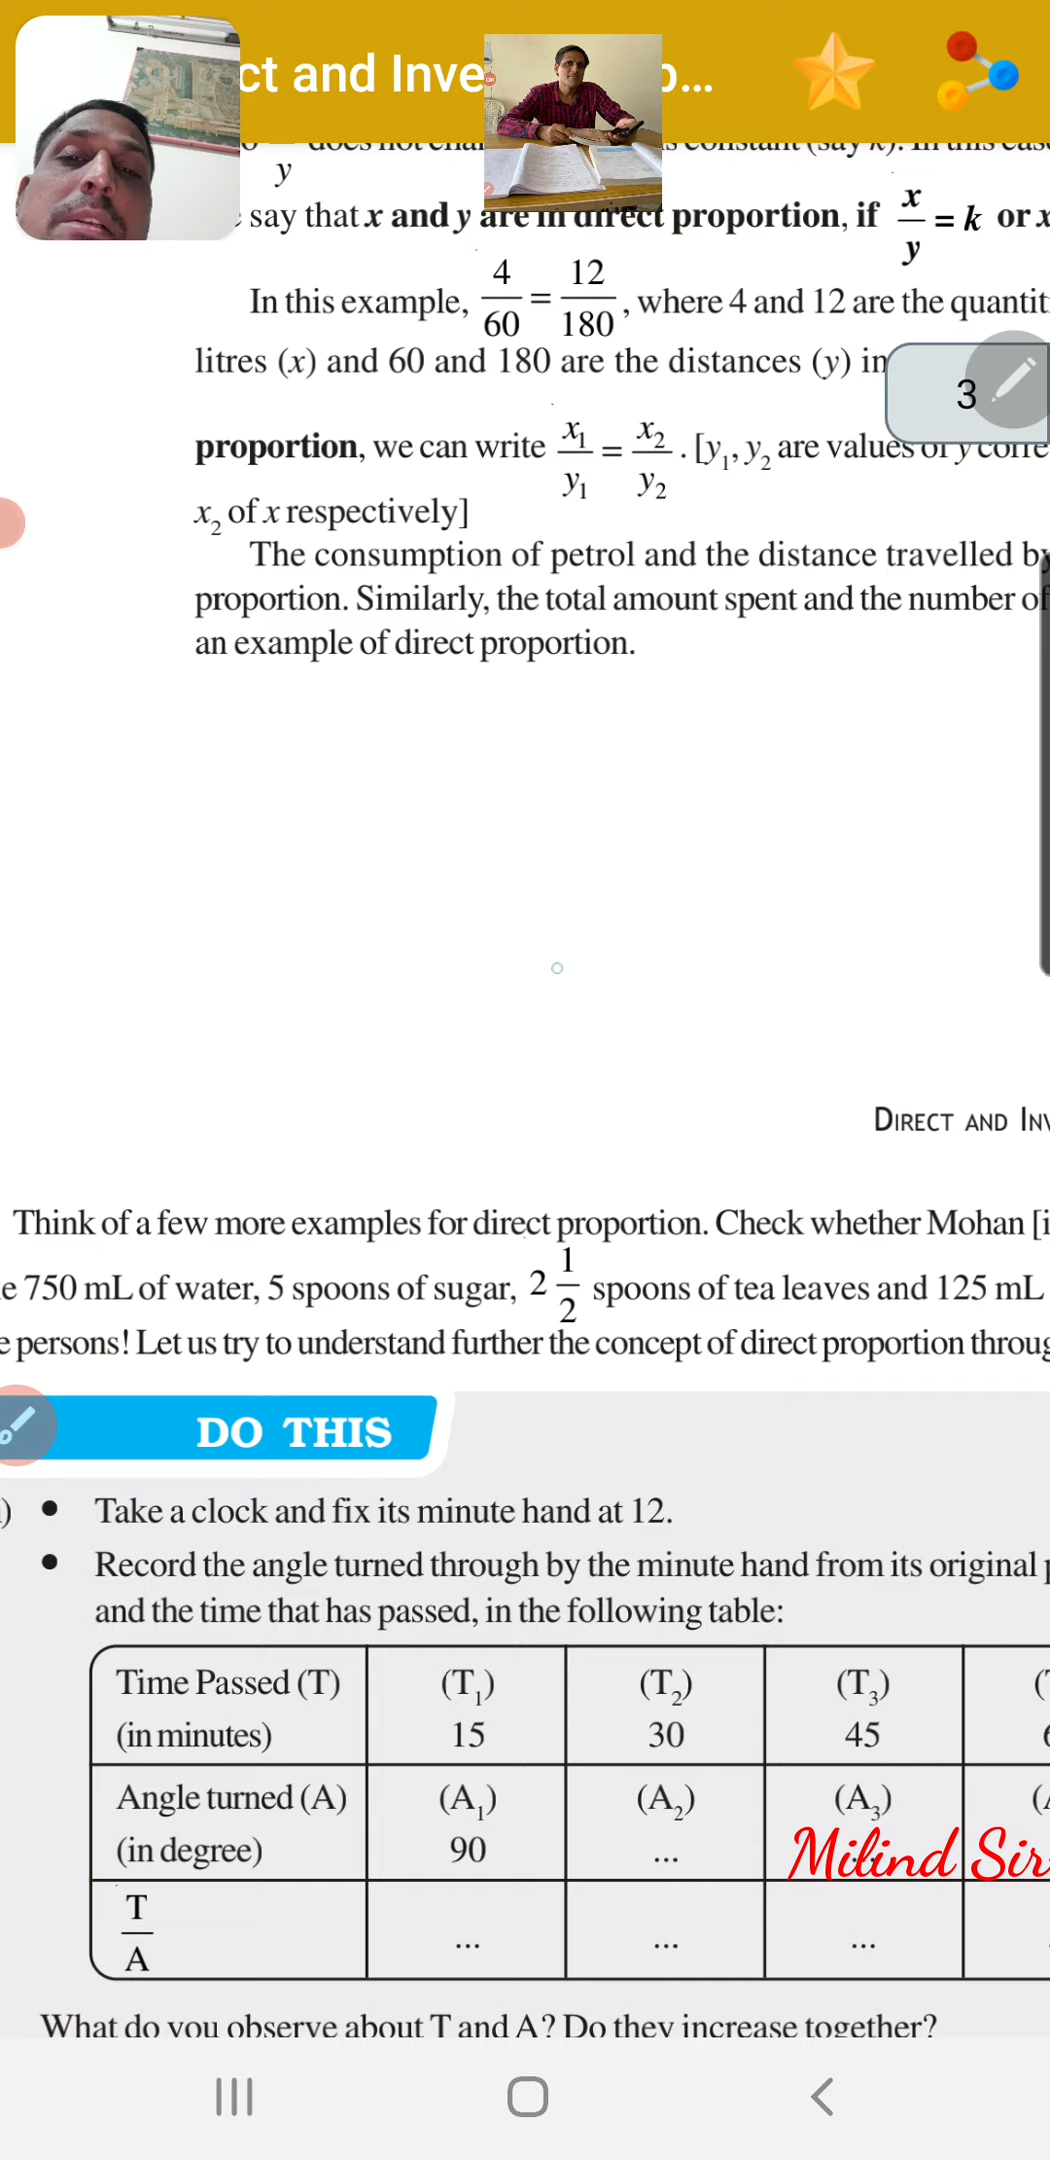 ct and Inve
...
y
say that x and y are in direct proportion, if x/y = k or x
In this example, 4/60 = 12/180, where 4 and 12 are the
litres (x) and 60 and 180 are the distances (y) in
3
proportion, we can write x₁/y₁ = x₂/y₂. [y₁, y₂ are values of y
x₂ of x respectively]
The consumption of petrol and the distance travelled by
proportion. Similarly, the total amount spent and the number of
an example of direct proportion.
DIRECT AND
Think of a few more examples for direct proportion. Check whether Mohan [i
750 mL of water, 5 spoons of sugar, 2 1/2 spoons of tea leaves and 125 mL
persons! Let us try to understand further the concept of direct proportion
DO THIS
) • Take a clock and fix its minute hand at 12.
• Record the angle turned through by the minute hand from its original
and the time that has passed, in the following table:
Time Passed (T) (T₁) (T₂) (T₃)
(in minutes) 15 30 45
Angle turned (A) (A₁) (A₂) (A₃)
(in degree) 90 ...
Milind Sir
T/A ... ... ...
What do you observe about T and A? Do they increase together?